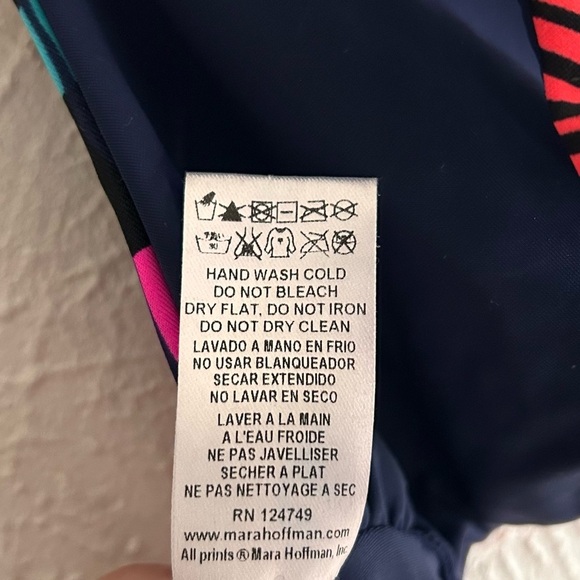 HAND WASH COLD
DO NOT BLEACH
DRY FLAT, DO NOT IRON
DO NOT DRY CLEAN
LAVADO A MANO EN FRIO
NO USAR BLANQUEADOR
SECAR EXTENDIDO
NO LAVAR EN SECO
LAVER A LA MAIN
A L'EAU FROIDE
NE PAS JAVELLISER
SECHER A PLAT
NE PAS NETTOYAGE A SEC
RN 124749
www.marahoffman.com
All prints ® Mara Hoffman, Inc